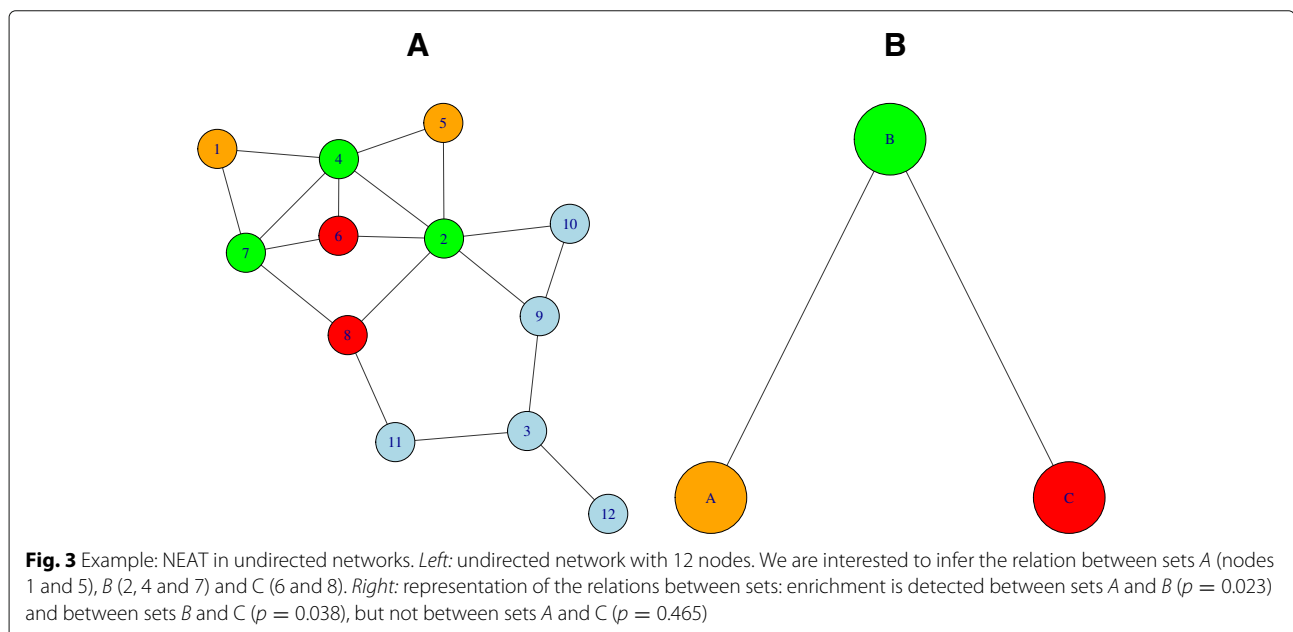 A B
5
1
4
B
10
6
2
7
9
8
3
11
A C
12
Fig. 3 Example: NEAT in undirected networks. Left: undirected network with 12 nodes. We are interested to infer the relation between sets A (nodes
1 and 5), B (2, 4 and 7) and C (6 and 8). Right: representation of the relations between sets: enrichment is detected between sets A and B (p = 0.023)
and between sets B and C (p = 0.038), but not between sets A and C (p = 0.465)